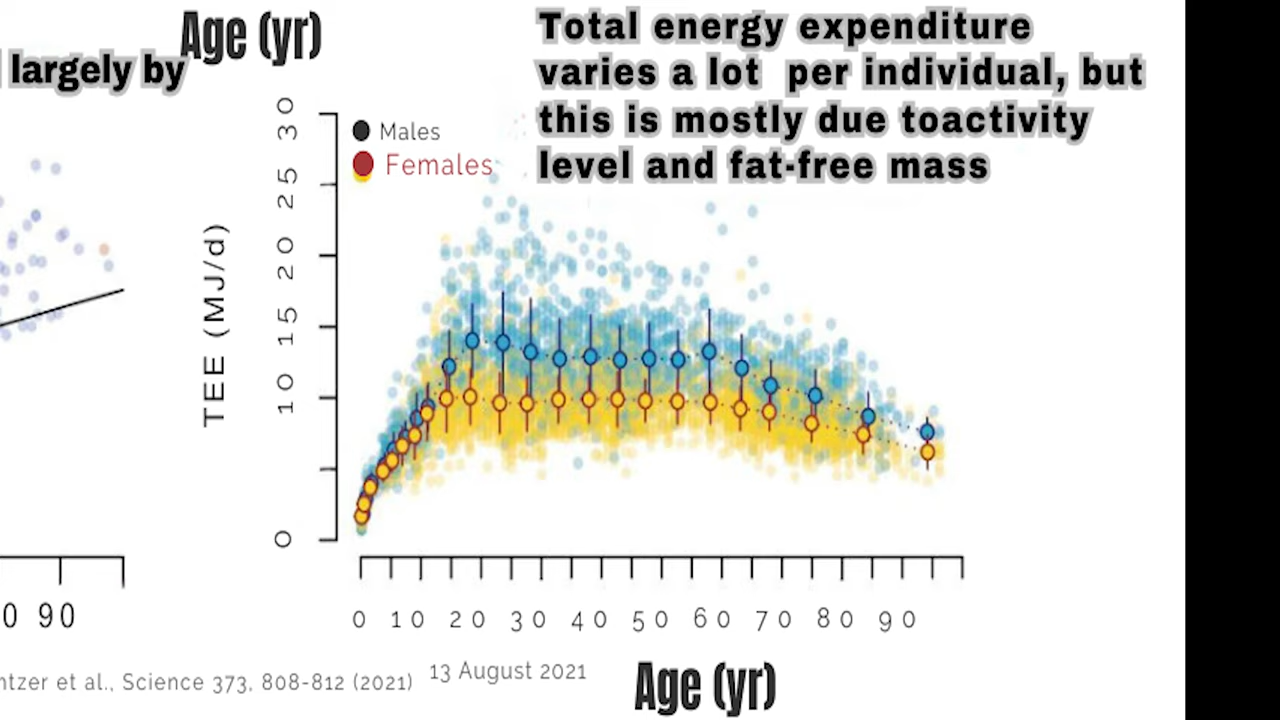 Age (yr)
largely by
Total energy expenditure
varies a lot per individual, but
this is mostly due toactivity
level and fat-free mass
Males
Females
TEE (MJ/d)
30
25
20
15
10
0
0 10 20 30 40 50 60 70 80 90
0 90
ntzer et al., Science 373, 808-812 (2021)
13 August 2021
Age (yr)